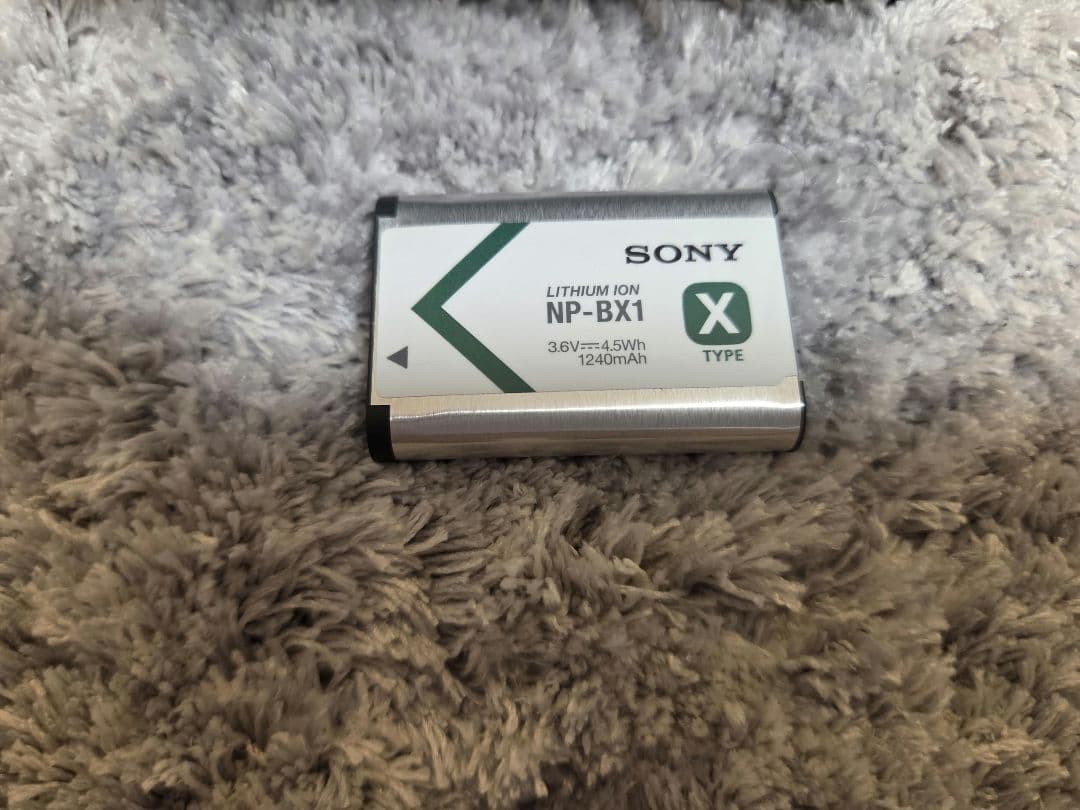 SONY
LITHIUM ION
NP-BX1
X
3.6V⎓4.5Wh
1240mAh
TYPE